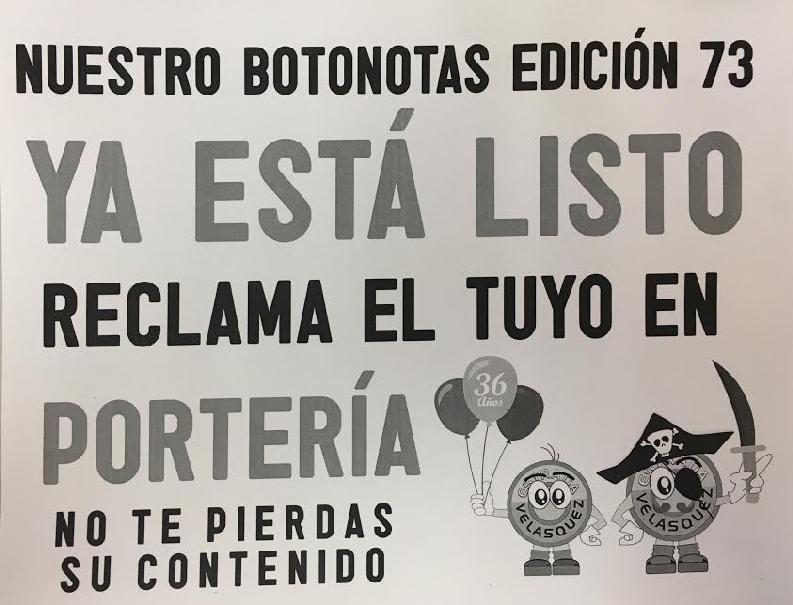 NUESTRO BOTONOTAS EDICIÓN 73
YA ESTÁ LISTO
RECLAMA EL TUYO EN
PORTERÍA
NO TE PIERDAS
SU CONTENIDO
36
Años
VELASQUEZ
VELASQUEZ